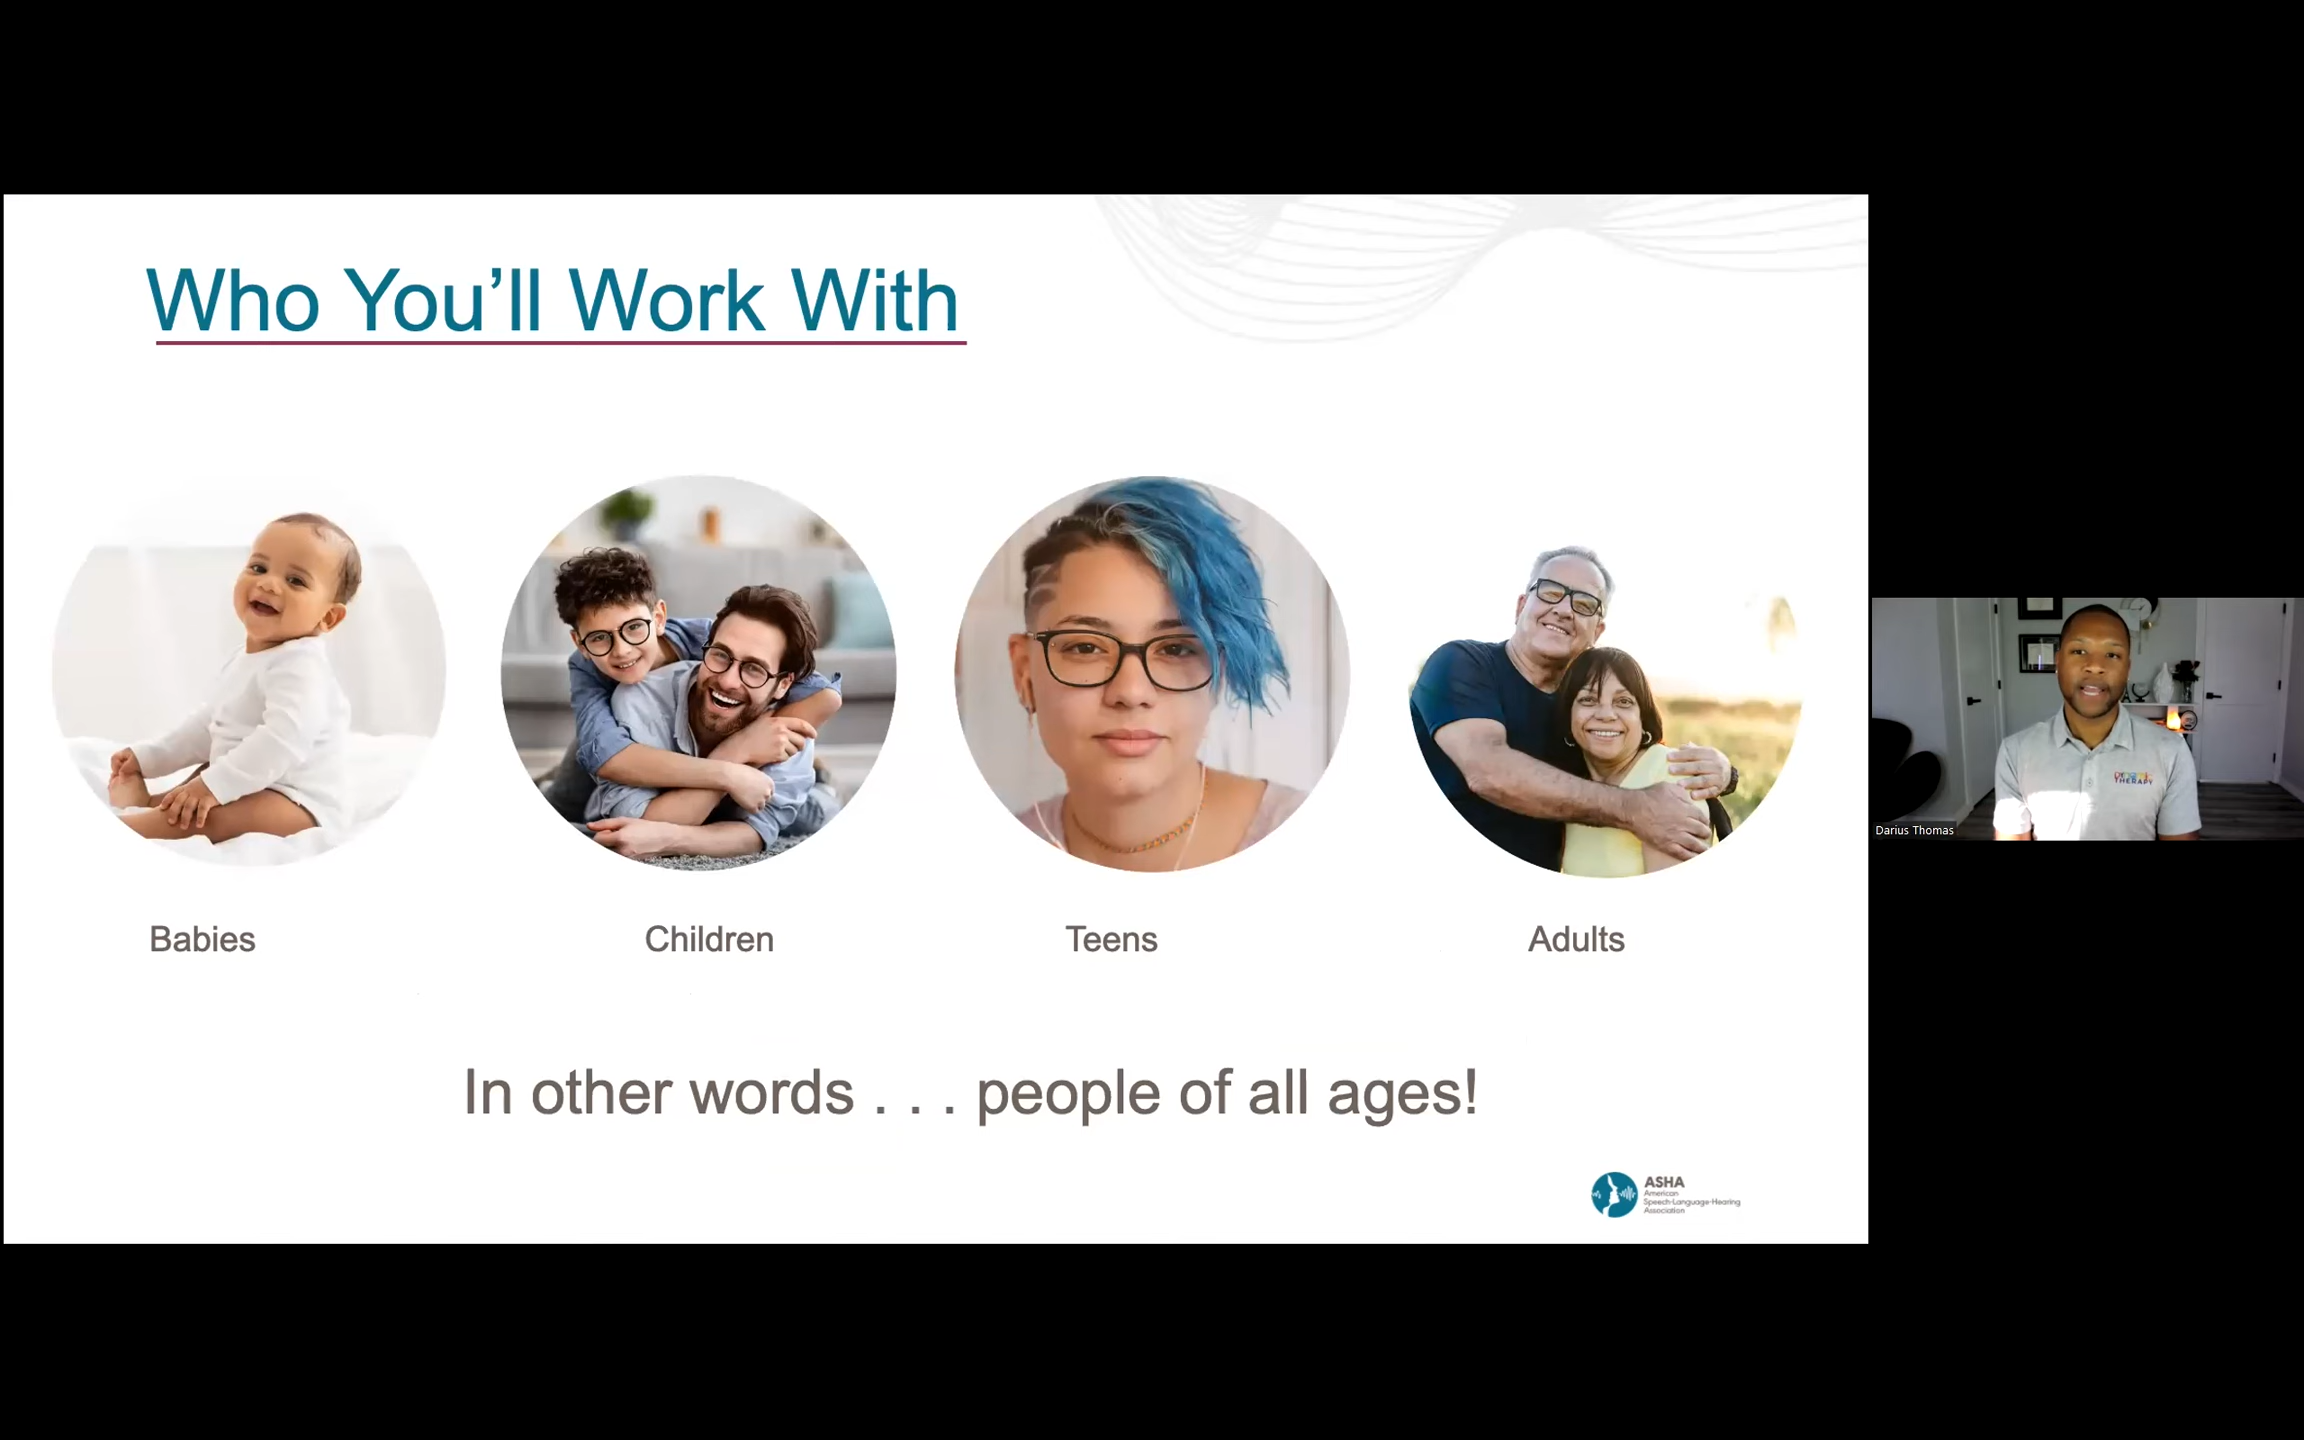 Who You’ll Work With
Babies
Children
Teens
Adults
In other words . . . people of all ages!
ASHA
American
Speech-Language-Hearing
Association
THERAPY
Darius Thomas